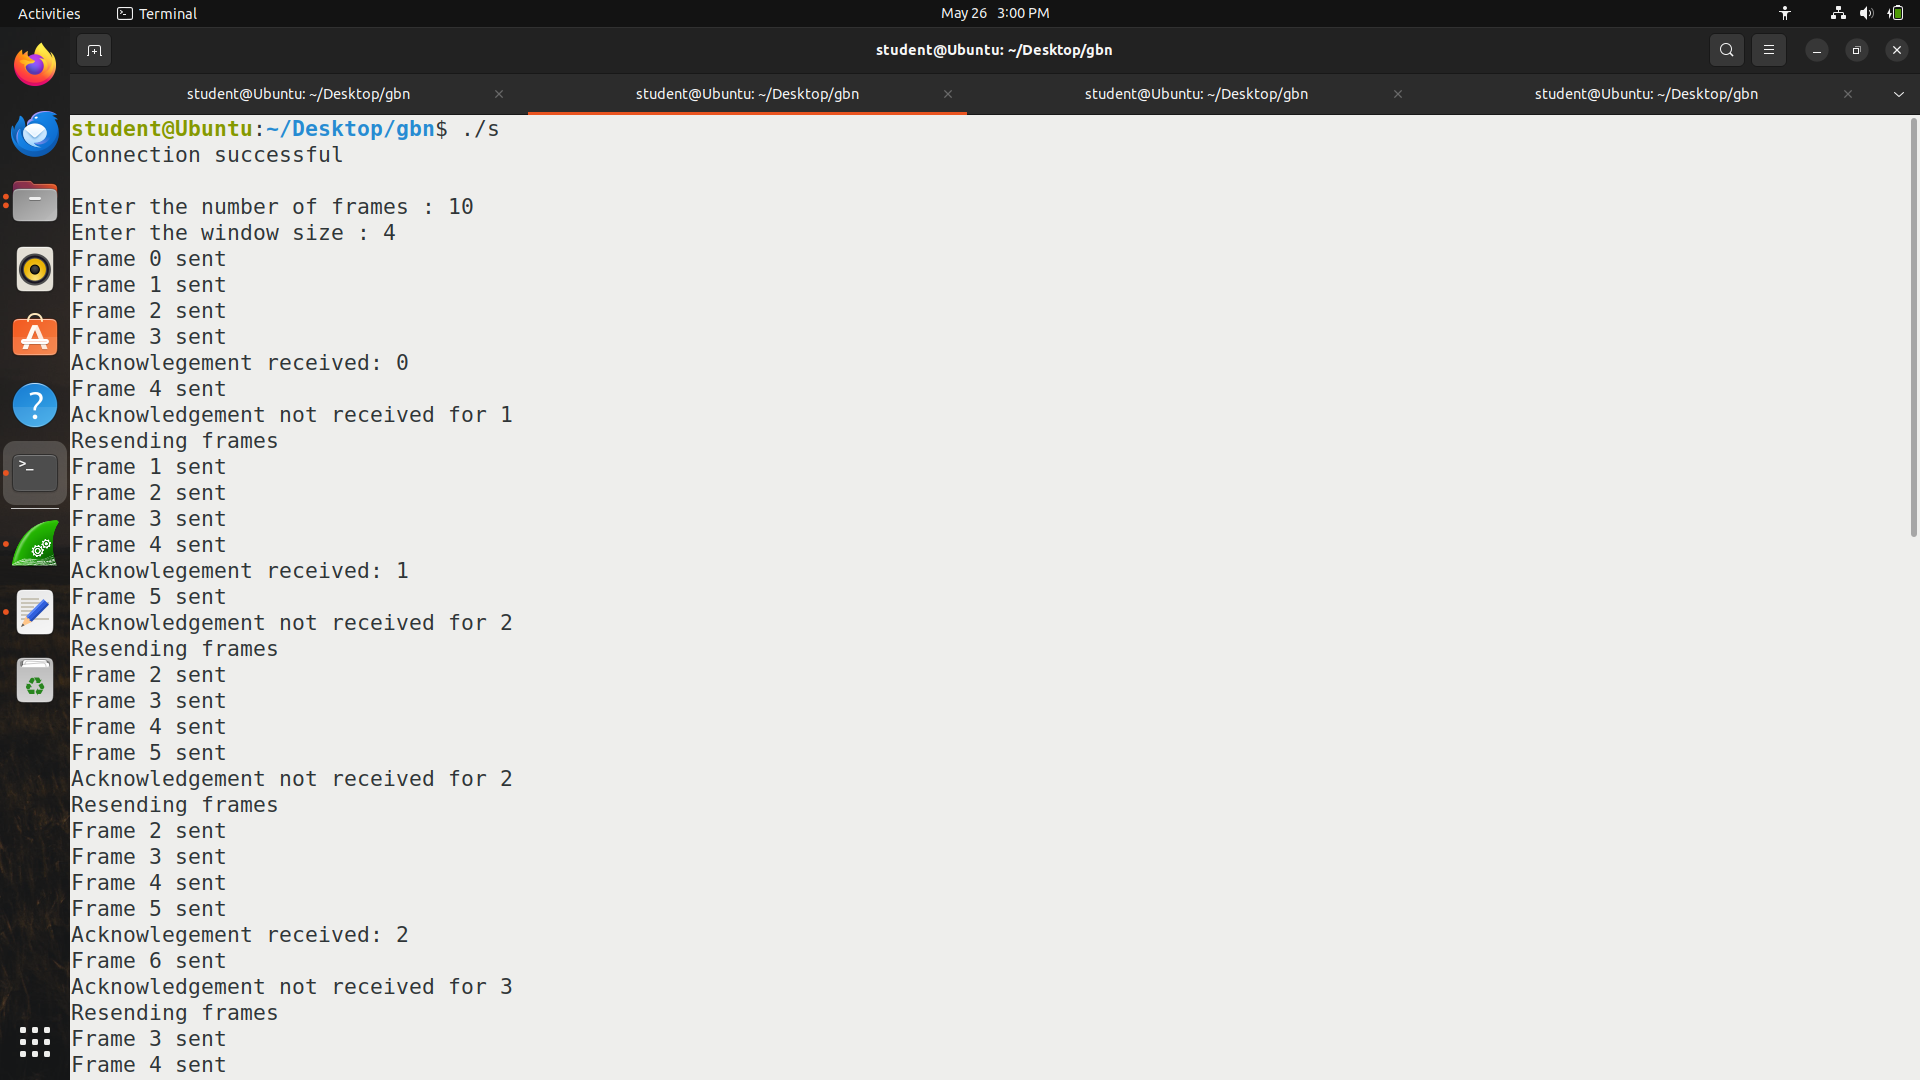 Activities Terminal May 26 3:00 PM
student@Ubuntu: ~/Desktop/gbn
student@Ubuntu: ~/Desktop/gbn student@Ubuntu: ~/Desktop/gbn student@Ubuntu: ~/Desktop/gbn student@Ubuntu: ~/Desktop/gbn
student@Ubuntu:~/Desktop/gbn$ ./s
Connection successful
Enter the number of frames : 10
Enter the window size : 4
Frame 0 sent
Frame 1 sent
Frame 2 sent
Frame 3 sent
Acknowlegement received: 0
Frame 4 sent
Acknowledgement not received for 1
Resending frames
Frame 1 sent
Frame 2 sent
Frame 3 sent
Frame 4 sent
Acknowlegement received: 1
Frame 5 sent
Acknowledgement not received for 2
Resending frames
Frame 2 sent
Frame 3 sent
Frame 4 sent
Frame 5 sent
Acknowledgement not received for 2
Resending frames
Frame 2 sent
Frame 3 sent
Frame 4 sent
Frame 5 sent
Acknowlegement received: 2
Frame 6 sent
Acknowledgement not received for 3
Resending frames
Frame 3 sent
Frame 4 sent